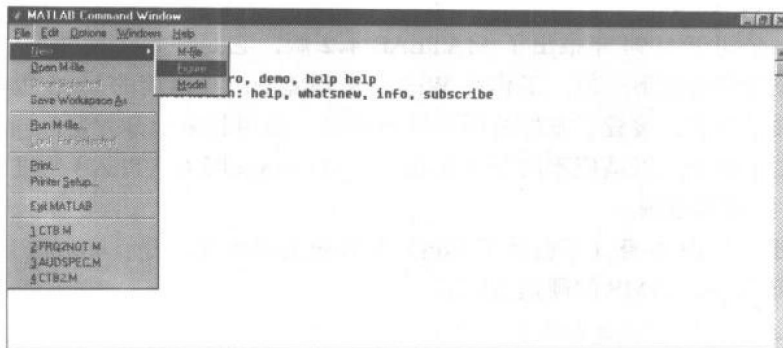 MATLAB Command Window
File Edit Options Windows Help
New
M-file
Figure
Model
Open M-file
Save Workspace As
Run M-file...
Print...
Printer Setup...
Exit MATLAB
1 CTB.M
2 FRQ2NOT.M
3 AUDSPEC.M
4 CTB2.M
ro, demo, help help
: help, whatsnew, info, subscribe